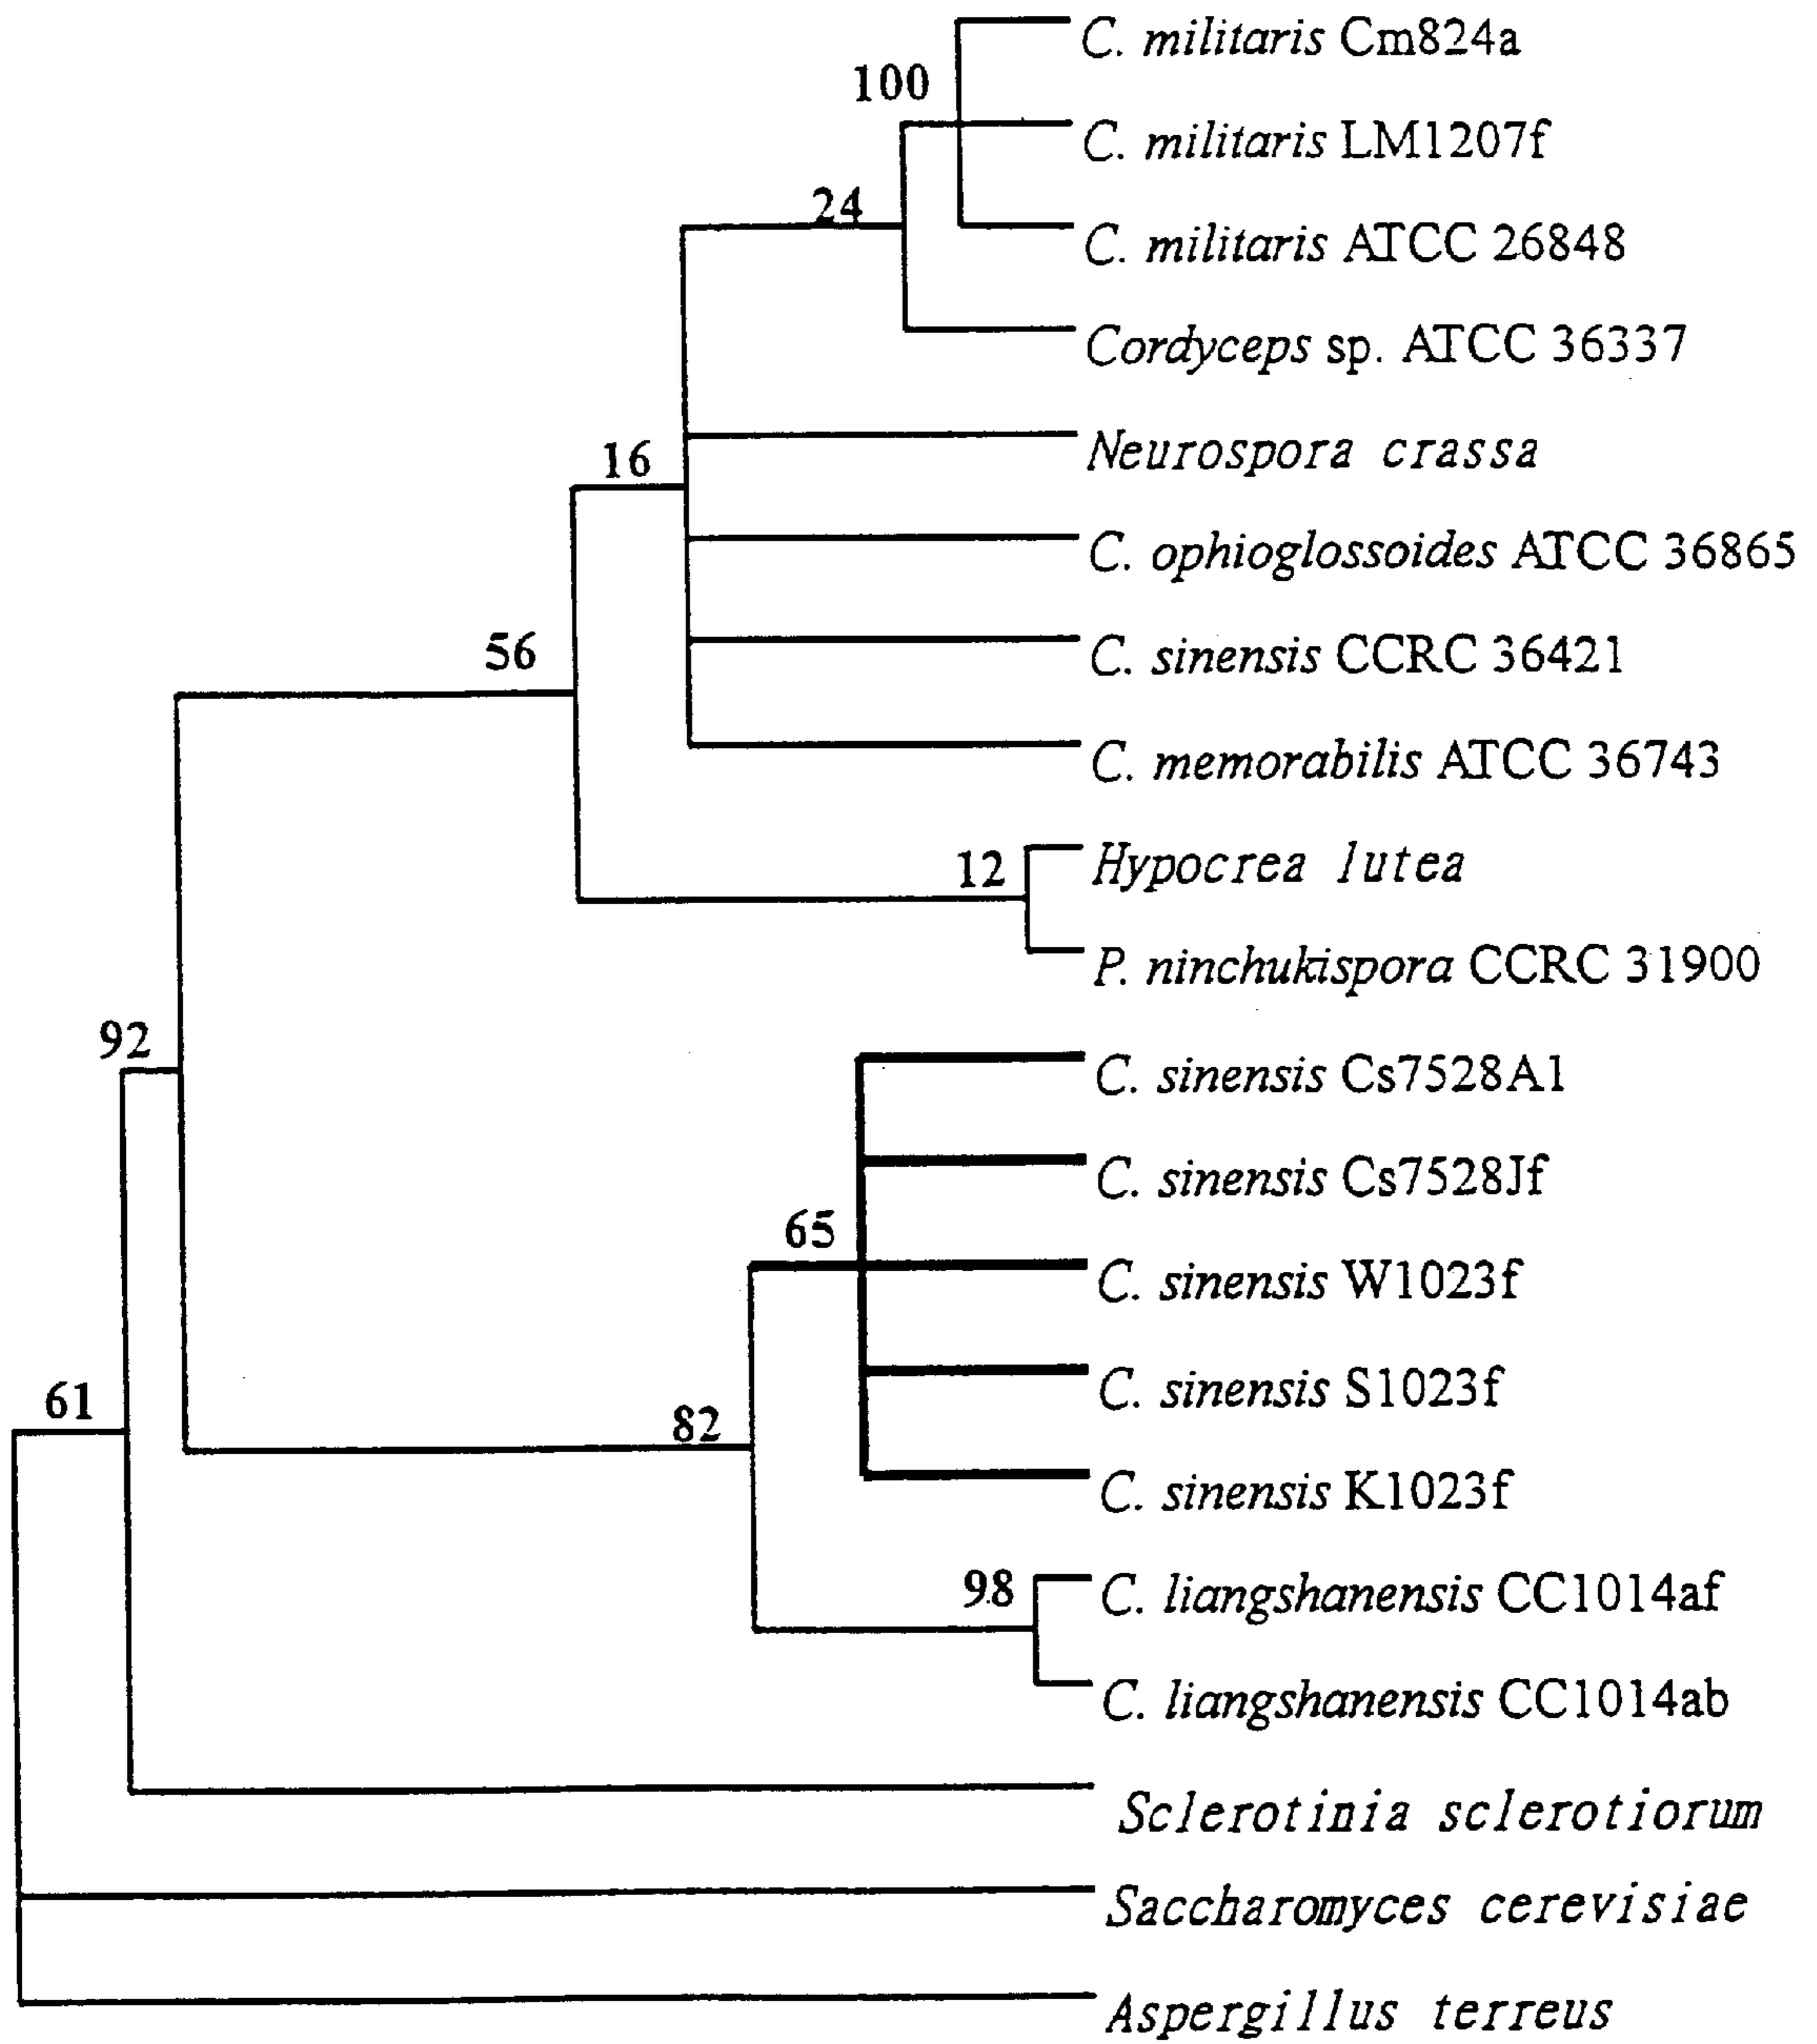 C. militaris Cm824a
100
C. militaris LM1207f
24
C. militaris ATCC 26848
Cordyceps sp. ATCC 36337
Neurospora crassa
16
C. ophioglossoides ATCC 36865
C. sinensis CCRC 36421
56
C. memorabilis ATCC 36743
Hypocrea lutea
12
P. ninchukispora CCRC 31900
92
C. sinensis Cs7528A1
C. sinensis Cs7528Jf
65
C. sinensis W1023f
C. sinensis S1023f
61
82
C. sinensis K1023f
98
C. liangshanensis CC1014af
C. liangshanensis CC1014ab
Sclerotinia sclerotiorum
Saccharomyces cerevisiae
Aspergillus terreus